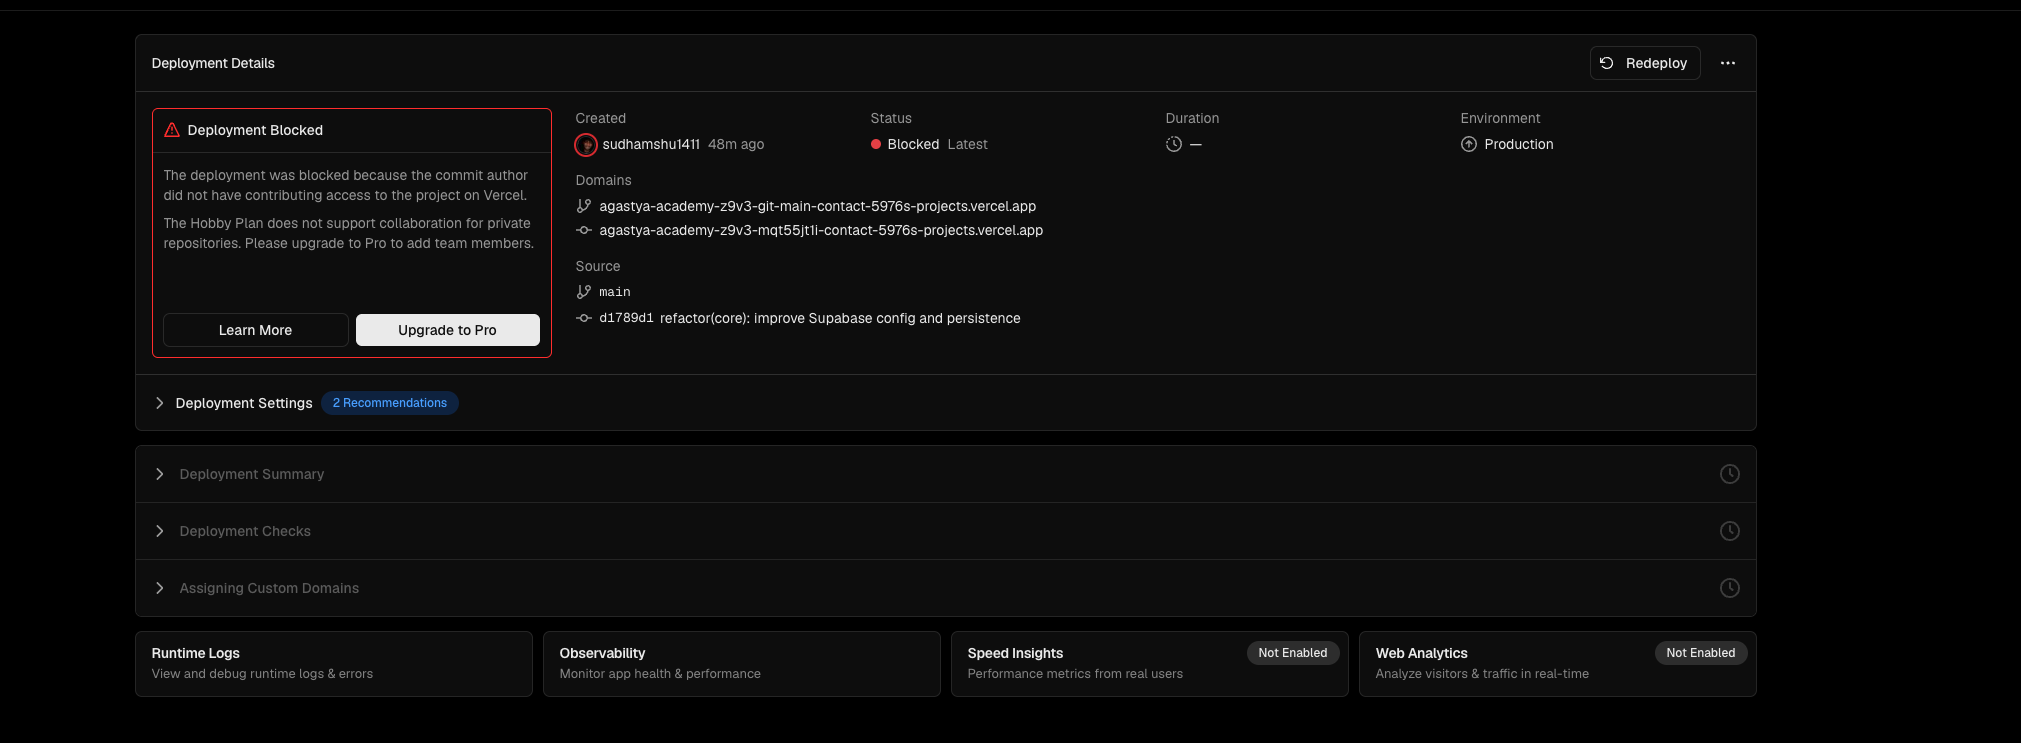 Deployment Details
Redeploy
Deployment Blocked
The deployment was blocked because the commit author
did not have contributing access to the project on Vercel.
The Hobby Plan does not support collaboration for private
repositories. Please upgrade to Pro to add team members.
Learn More
Upgrade to Pro
Created
sudhamshu1411 48m ago
Status
Blocked Latest
Duration
—
Environment
Production
Domains
agastya-academy-z9v3-git-main-contact-5976s-projects.vercel.app
agastya-academy-z9v3-mqt55jt1i-contact-5976s-projects.vercel.app
Source
main
d1789d1 refactor(core): improve Supabase config and persistence
Deployment Settings 2 Recommendations
Deployment Summary
Deployment Checks
Assigning Custom Domains
Runtime Logs
View and debug runtime logs & errors
Observability
Monitor app health & performance
Speed Insights
Not Enabled
Performance metrics from real users
Web Analytics
Not Enabled
Analyze visitors & traffic in real-time